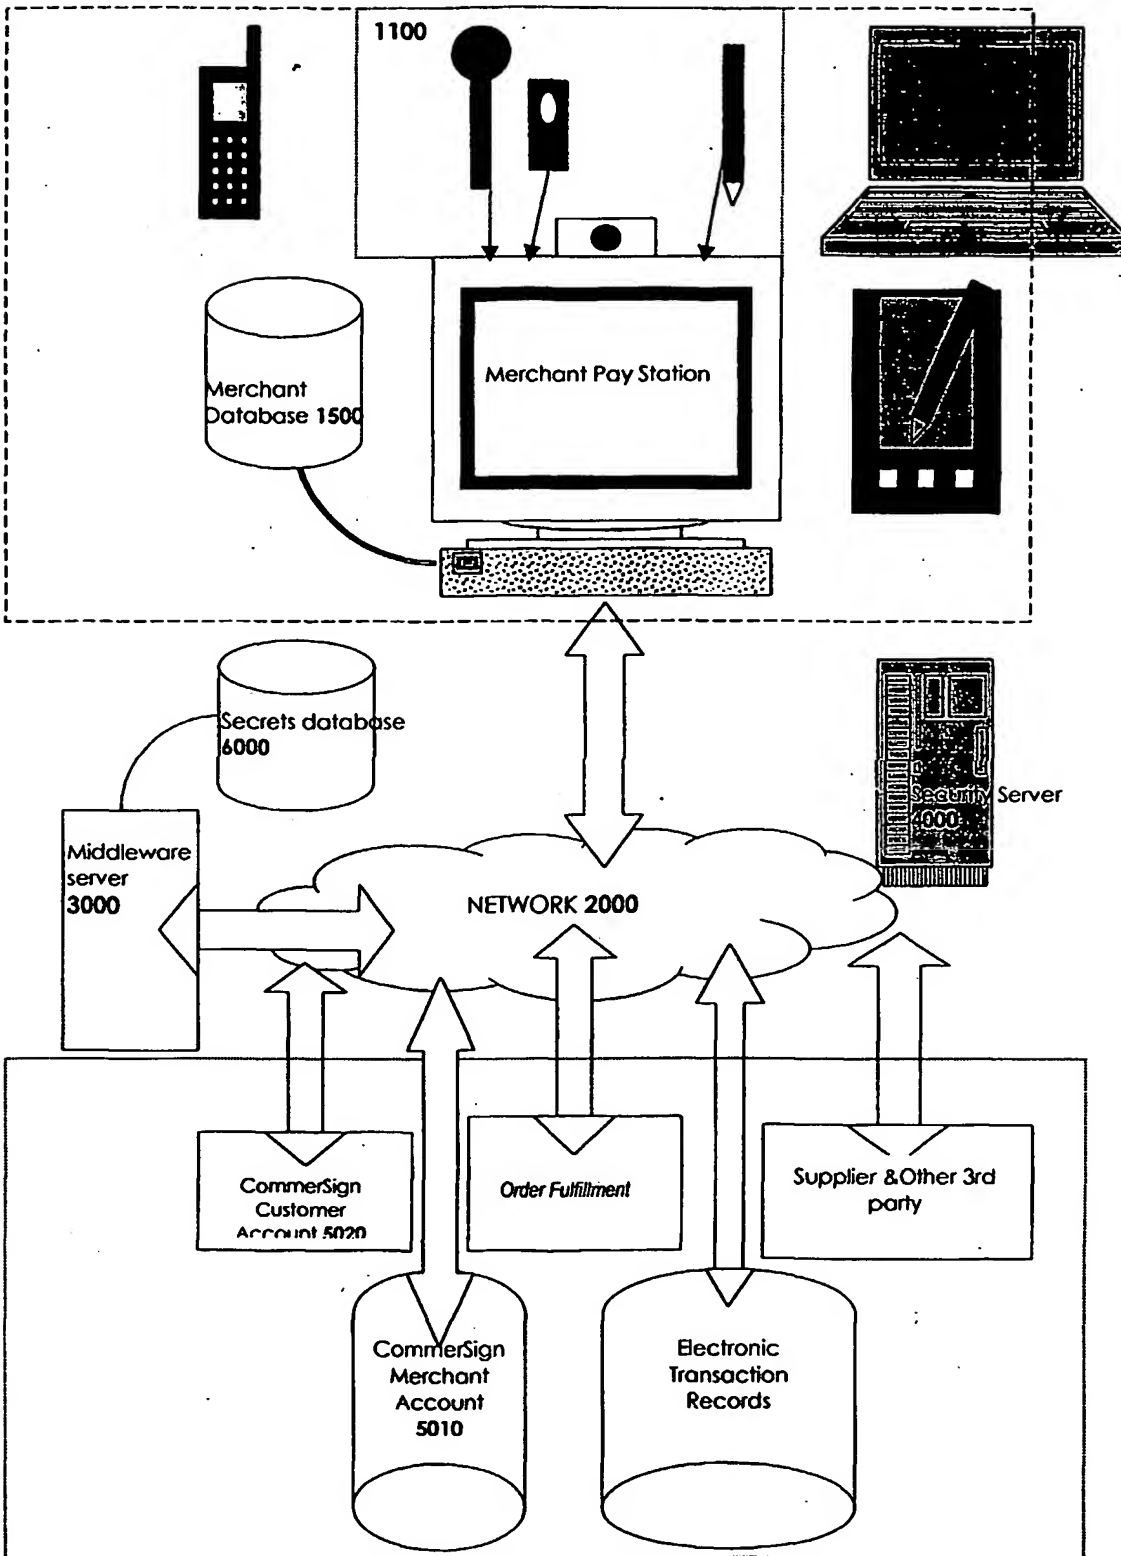 1100
Merchant
Database 1500
Merchant Pay Station
Secrets database
6000
Security Server
4000
Middleware
server
3000
NETWORK 2000
CommerSign
Customer
Account 5020
Order Fulfillment
Supplier &Other 3rd
party
CommerSign
Merchant
Account
5010
Electronic
Transaction
Records